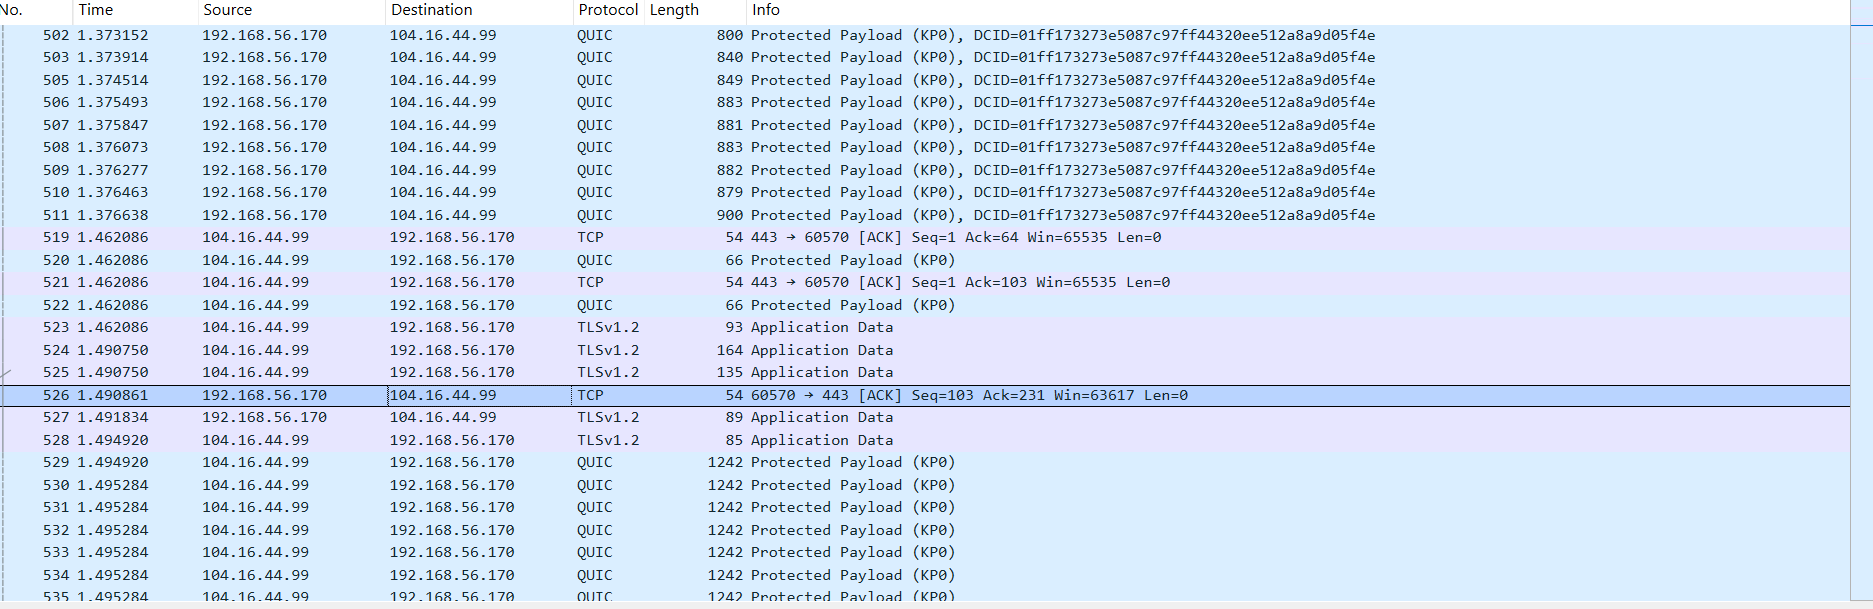 No. Time Source Destination Protocol Length Info
502 1.373152 192.168.56.170 104.16.44.99 QUIC 800 Protected Payload (KP0), DCID=01ff173273e5087c97ff44320ee512a8a9d05f4e
503 1.373914 192.168.56.170 104.16.44.99 QUIC 840 Protected Payload (KP0), DCID=01ff173273e5087c97ff44320ee512a8a9d05f4e
505 1.374514 192.168.56.170 104.16.44.99 QUIC 849 Protected Payload (KP0), DCID=01ff173273e5087c97ff44320ee512a8a9d05f4e
506 1.375493 192.168.56.170 104.16.44.99 QUIC 883 Protected Payload (KP0), DCID=01ff173273e5087c97ff44320ee512a8a9d05f4e
507 1.375847 192.168.56.170 104.16.44.99 QUIC 881 Protected Payload (KP0), DCID=01ff173273e5087c97ff44320ee512a8a9d05f4e
508 1.376073 192.168.56.170 104.16.44.99 QUIC 883 Protected Payload (KP0), DCID=01ff173273e5087c97ff44320ee512a8a9d05f4e
509 1.376277 192.168.56.170 104.16.44.99 QUIC 882 Protected Payload (KP0), DCID=01ff173273e5087c97ff44320ee512a8a9d05f4e
510 1.376463 192.168.56.170 104.16.44.99 QUIC 879 Protected Payload (KP0), DCID=01ff173273e5087c97ff44320ee512a8a9d05f4e
511 1.376638 192.168.56.170 104.16.44.99 QUIC 900 Protected Payload (KP0), DCID=01ff173273e5087c97ff44320ee512a8a9d05f4e
519 1.462086 104.16.44.99 192.168.56.170 TCP 54 443 → 60570 [ACK] Seq=1 Ack=64 Win=65535 Len=0
520 1.462086 104.16.44.99 192.168.56.170 QUIC 66 Protected Payload (KP0)
521 1.462086 104.16.44.99 192.168.56.170 TCP 54 443 → 60570 [ACK] Seq=1 Ack=103 Win=65535 Len=0
522 1.462086 104.16.44.99 192.168.56.170 QUIC 66 Protected Payload (KP0)
523 1.462086 104.16.44.99 192.168.56.170 TLSv1.2 93 Application Data
524 1.490750 104.16.44.99 192.168.56.170 TLSv1.2 164 Application Data
525 1.490750 104.16.44.99 192.168.56.170 TLSv1.2 135 Application Data
526 1.490861 192.168.56.170 104.16.44.99 TCP 54 60570 → 443 [ACK] Seq=103 Ack=231 Win=63617 Len=0
527 1.491834 192.168.56.170 104.16.44.99 TLSv1.2 89 Application Data
528 1.494920 104.16.44.99 192.168.56.170 TLSv1.2 85 Application Data
529 1.494920 104.16.44.99 192.168.56.170 QUIC 1242 Protected Payload (KP0)
530 1.495284 104.16.44.99 192.168.56.170 QUIC 1242 Protected Payload (KP0)
531 1.495284 104.16.44.99 192.168.56.170 QUIC 1242 Protected Payload (KP0)
532 1.495284 104.16.44.99 192.168.56.170 QUIC 1242 Protected Payload (KP0)
533 1.495284 104.16.44.99 192.168.56.170 QUIC 1242 Protected Payload (KP0)
534 1.495284 104.16.44.99 192.168.56.170 QUIC 1242 Protected Payload (KP0)
535 1.495284 104.16.44.99 192.168.56.170 QUIC 1242 Protected Payload (KP0)